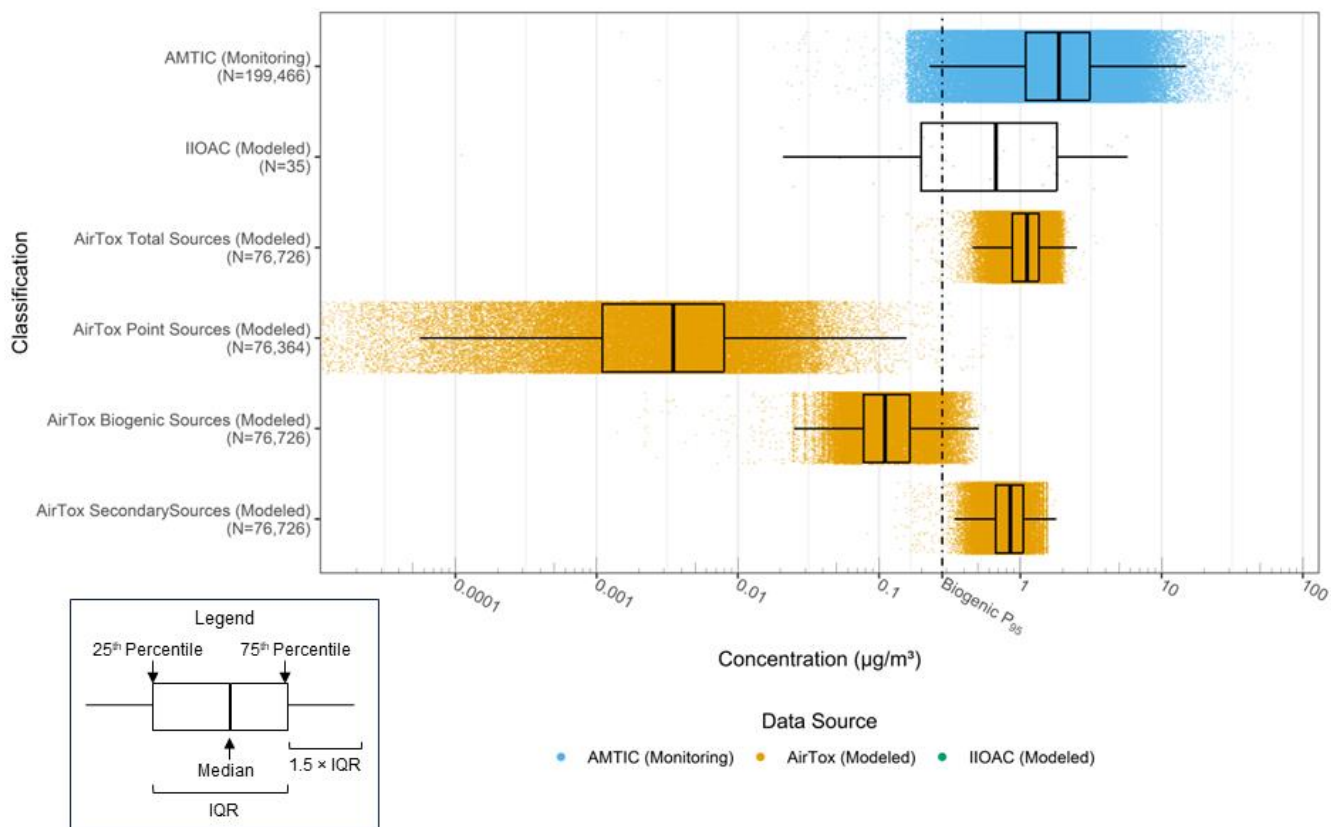 Classification
AMTIC (Monitoring)
(N=199,466)
IIOAC (Modeled)
(N=35)
AirTox Total Sources (Modeled)
(N=76,726)
AirTox Point Sources (Modeled)
(N=76,364)
AirTox Biogenic Sources (Modeled)
(N=76,726)
AirTox SecondarySources (Modeled)
(N=76,726)
0.0001
0.001
0.01
0.1
Biogenic P95
1
10
100
Concentration (µg/m³)
Legend
25th Percentile
75th Percentile
Median
1.5 × IQR
IQR
Data Source
AMTIC (Monitoring)
AirTox (Modeled)
IIOAC (Modeled)